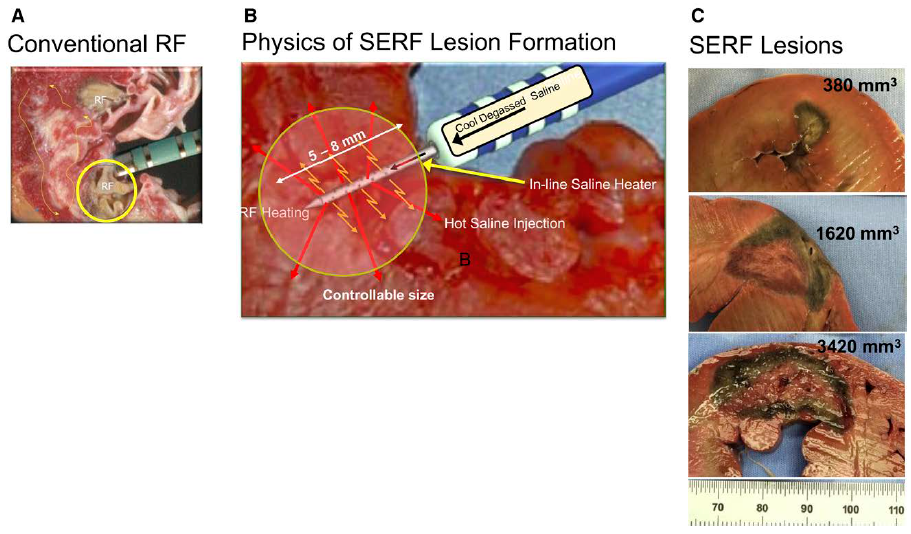 A
Conventional RF
RF
RF
B
Physics of SERF Lesion Formation
Cool Degassed Saline
5 – 8 mm
In-line Saline Heater
RF Heating
Hot Saline Injection
B
Controllable size
C
SERF Lesions
380 mm³
1620 mm³
3420 mm³
70 80 90 100 110